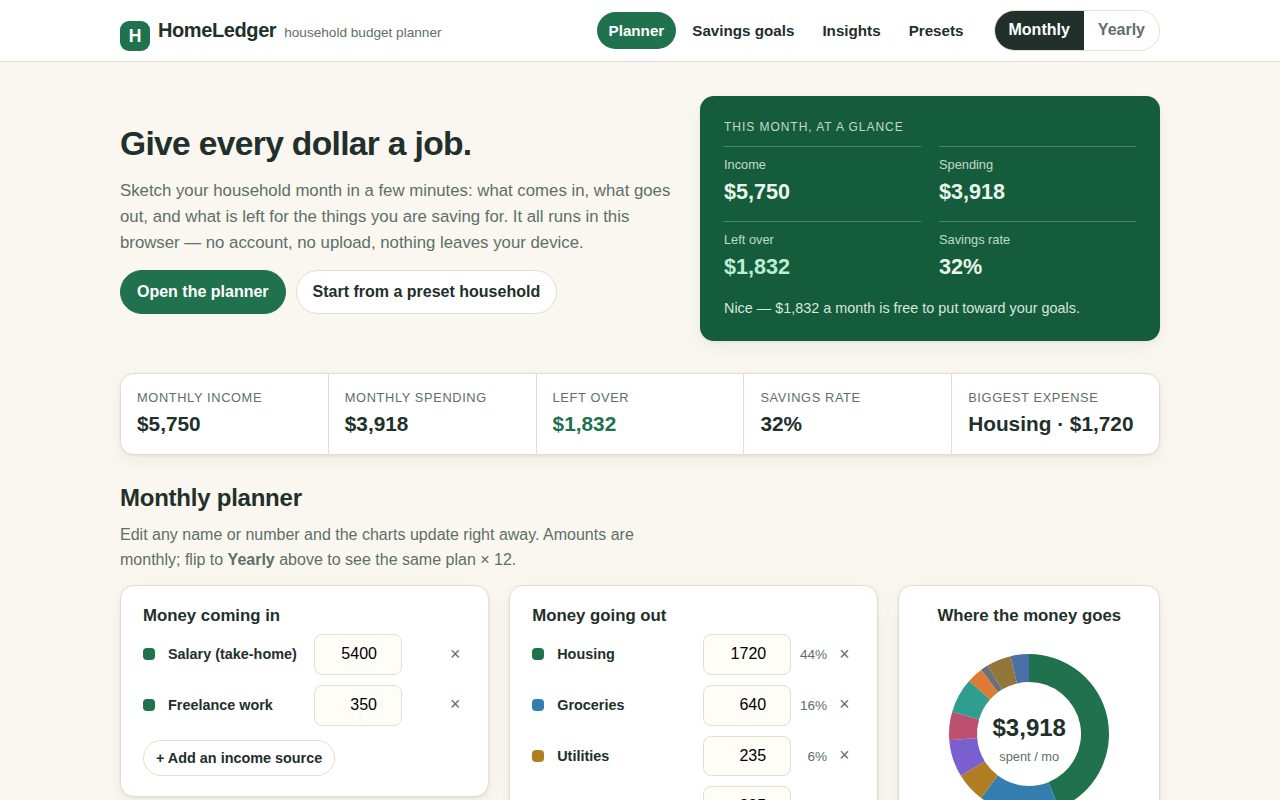 H HomeLedger household budget planner Planner Savings goals Insights Presets Monthly Yearly
Give every dollar a job.
Sketch your household month in a few minutes: what comes in, what goes
out, and what is left for the things you are saving for. It all runs in this
browser — no account, no upload, nothing leaves your device.
Open the planner Start from a preset household
THIS MONTH, AT A GLANCE
Income Spending
$5,750 $3,918
Left over Savings rate
$1,832 32%
Nice — $1,832 a month is free to put toward your goals.
MONTHLY INCOME MONTHLY SPENDING LEFT OVER SAVINGS RATE BIGGEST EXPENSE
$5,750 $3,918 $1,832 32% Housing · $1,720
Monthly planner
Edit any name or number and the charts update right away. Amounts are
monthly; flip to Yearly above to see the same plan × 12.
Money coming in
Salary (take-home) 5400 ×
Freelance work 350 ×
+ Add an income source
Money going out
Housing 1720 44% ×
Groceries 640 16% ×
Utilities 235 6% ×
Where the money goes
$3,918
spent / mo